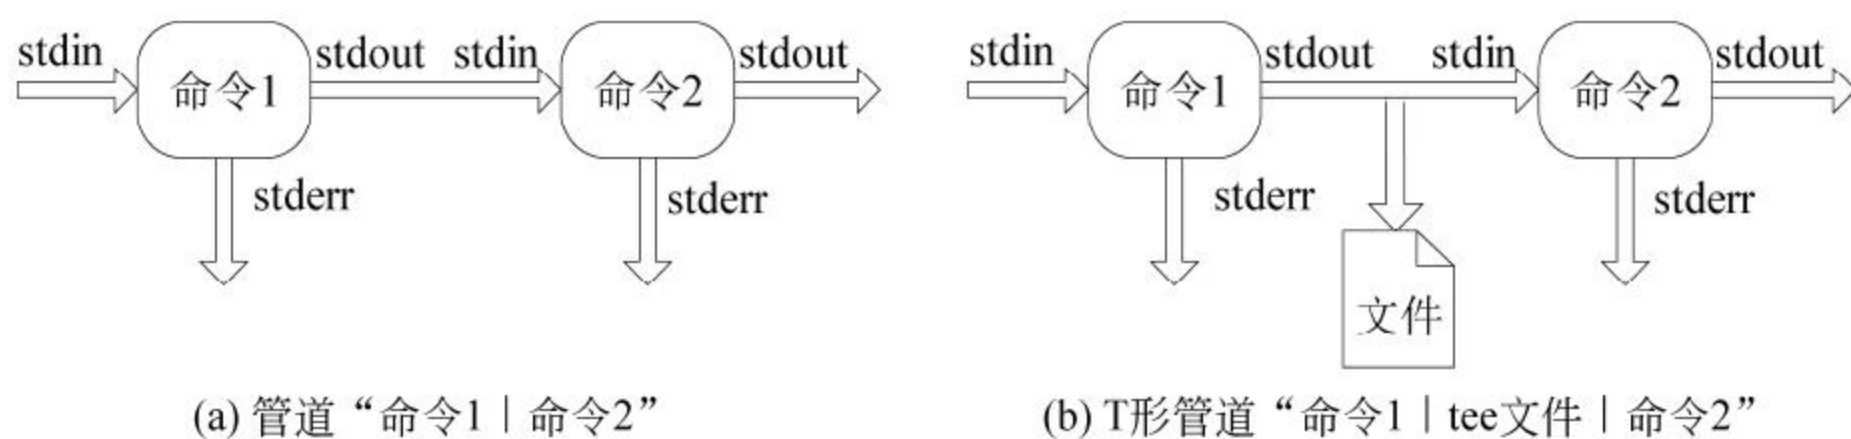 stdin 命令1 stdout stdin 命令2 stdout
stderr stderr
(a) 管道“命令1 | 命令2”
stdin 命令1 stdout stdin 命令2 stdout
stderr stderr
文件
(b) T形管道“命令1 | tee文件 | 命令2”